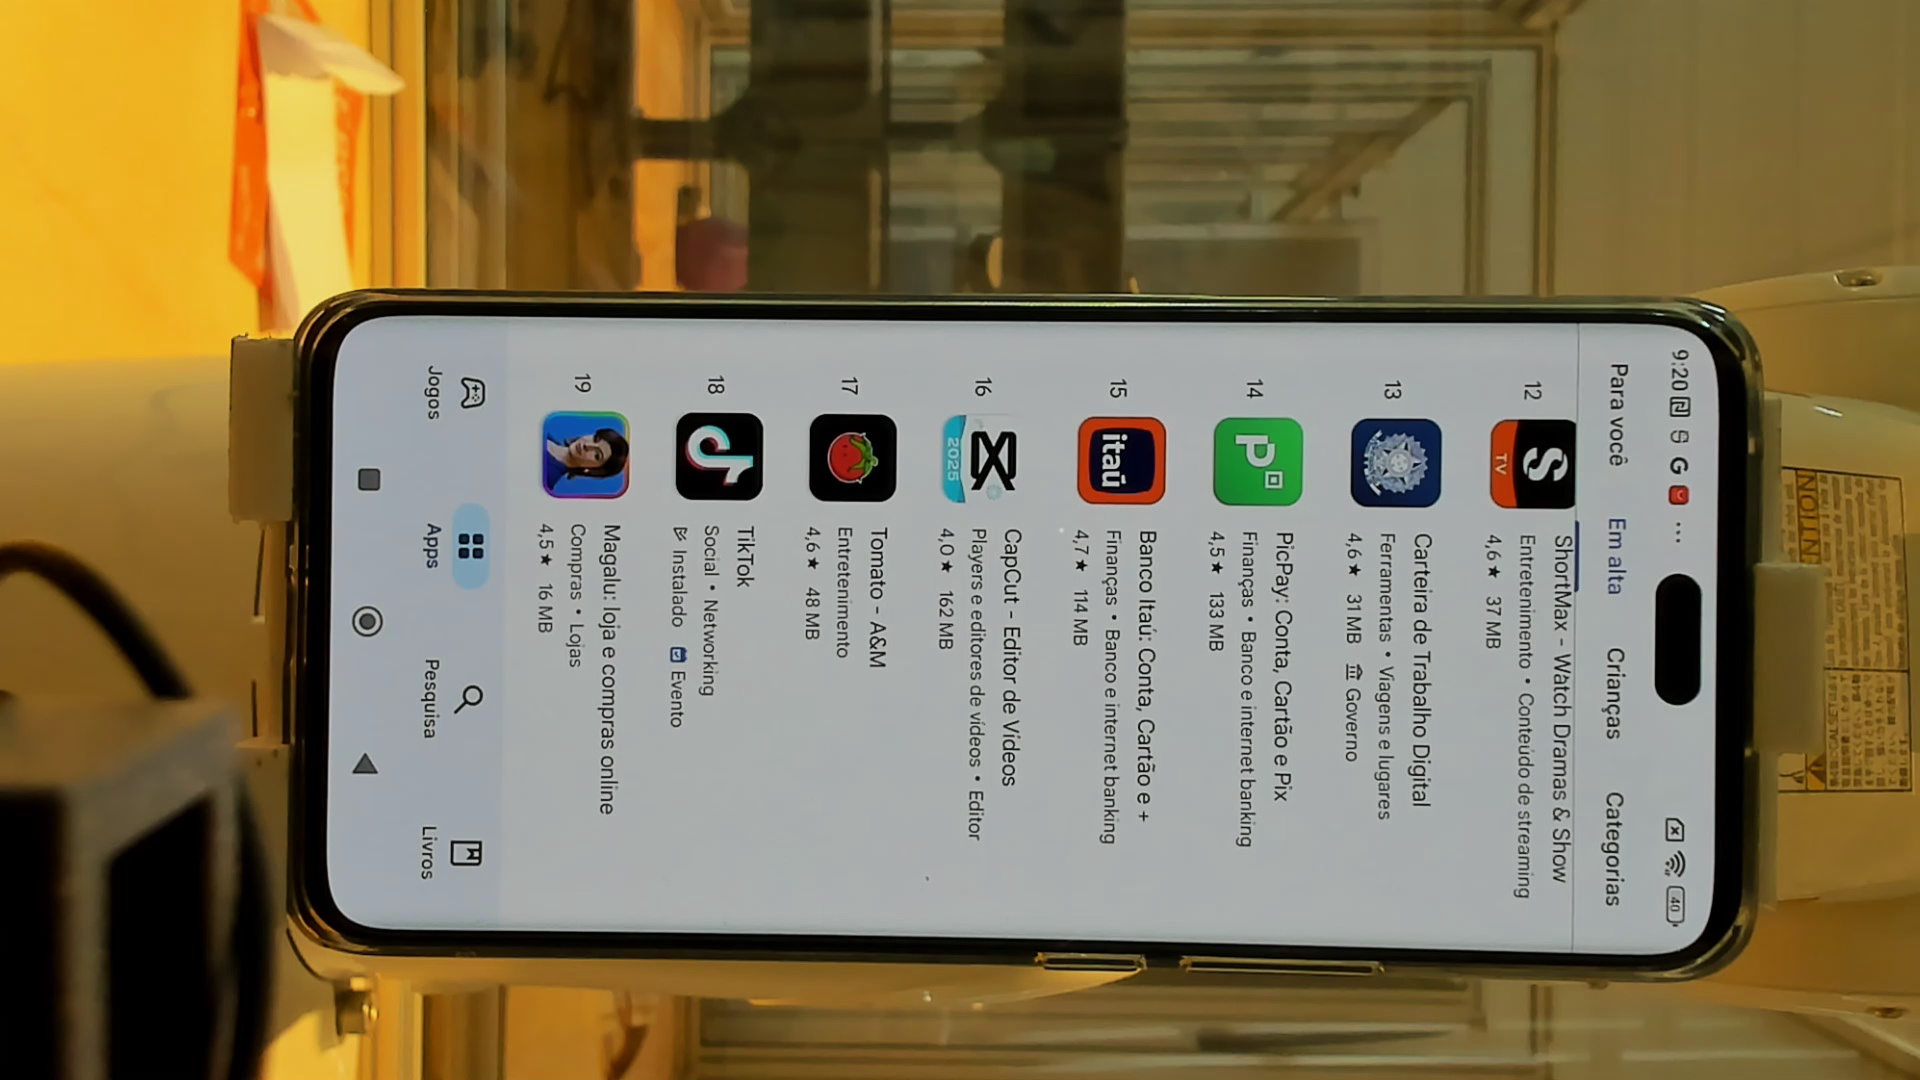 9:20 G ... 40
Para você Em alta Crianças Categorias
12
S
TV
ShortMax - Watch Dramas & Show
Entretenimento • Conteúdo de streaming
4,6★ 37 MB
13
Carteira de Trabalho Digital
Ferramentas • Viagens e lugares
4,6★ 31 MB Governo
14
P
PicPay: Conta, Cartão e Pix
Finanças • Banco e internet banking
4,5★ 133 MB
15
itaú
Banco Itaú: Conta, Cartão e +
Finanças • Banco e internet banking
4,7★ 114 MB
16
2025
CapCut - Editor de Vídeos
Players e editores de vídeos • Editor
4,0★ 162 MB
17
Tomato - A&M
Entretenimento
4,6★ 48 MB
18
TikTok
Social • Networking
Instalado Evento
19
Magalu: loja e compras online
Compras • Lojas
4,5★ 16 MB
Jogos Apps Pesquisa Livros